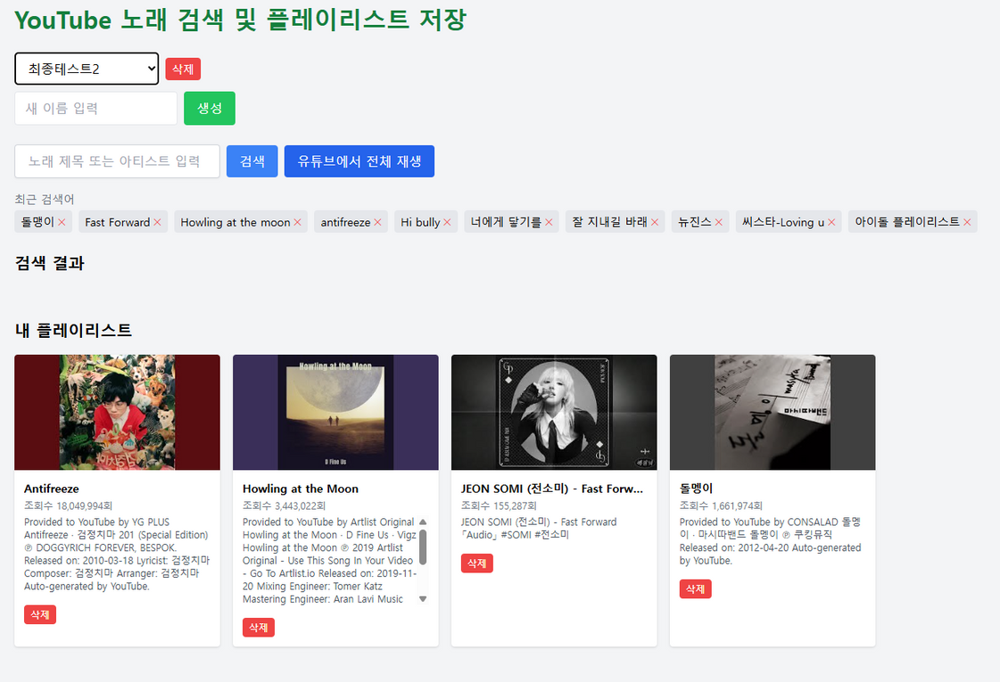 YouTube 노래 검색 및 플레이리스트 저장
최종테스트2
삭제
새 이름 입력
생성
노래 제목 또는 아티스트 입력
검색
유튜브에서 전체 재생
최근 검색어
돌맹이×
Fast Forward×
Howling at the moon×
antifreeze×
Hi bully×
너에게 닿기를×
잘 지내길 바래×
뉴진스×
씨스타-Loving u×
아이돌 플레이리스트×
검색 결과
내 플레이리스트
Antifreeze
조회수 18,049,994회
Provided to YouTube by YG PLUS
Antifreeze · 검정치마 201 (Special Edition)
℗ DOGGYRICH FOREVER, BESPOK.
Released on: 2010-03-18 Lyricist: 검정치마
Composer: 검정치마 Arranger: 검정치마
Auto-generated by YouTube.
삭제
Howling at the Moon
D Fine Us
Howling at the Moon
조회수 3,443,022회
Provided to YouTube by Artlist Original
Howling at the Moon · D Fine Us · Vigz
Howling at the Moon ℗ 2019 Artlist
Original - Use This Song In Your Video
- Go To Artlist.io Released on: 2019-11-
20 Mixing Engineer: Tomer Katz
Mastering Engineer: Aran Lavi Music
삭제
JEON SOMI (전소미) - Fast Forw...
조회수 155,287회
JEON SOMI (전소미) - Fast Forward
「Audio」 #SOMI #전소미
삭제
마시따밴드
돌멩이
조회수 1,661,974회
Provided to YouTube by CONSALAD 돌멩
이 · 마시따밴드 돌멩이 ℗ 쿠킹뮤직
Released on: 2012-04-20 Auto-generated
by YouTube.
삭제